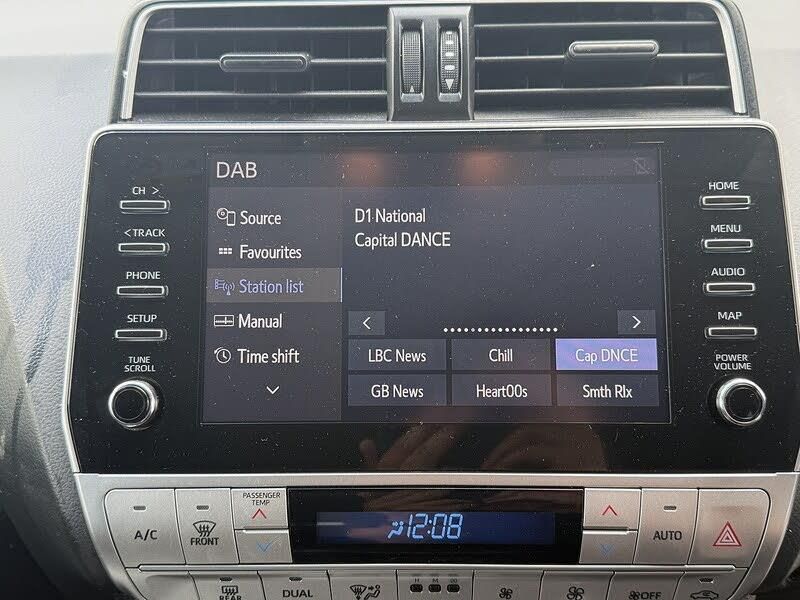 DAB
CH >
< TRACK
PHONE
SETUP
TUNE
SCROLL
Source
Favourites
Station list
Manual
Time shift
D1 National
Capital DANCE
LBC News
Chill
Cap DNCE
GB News
Heart00s
Smth Rlx
HOME
MENU
AUDIO
MAP
POWER
VOLUME
A/C
FRONT
PASSENGER
TEMP
12:08
AUTO
REAR
DUAL
H M
OFF